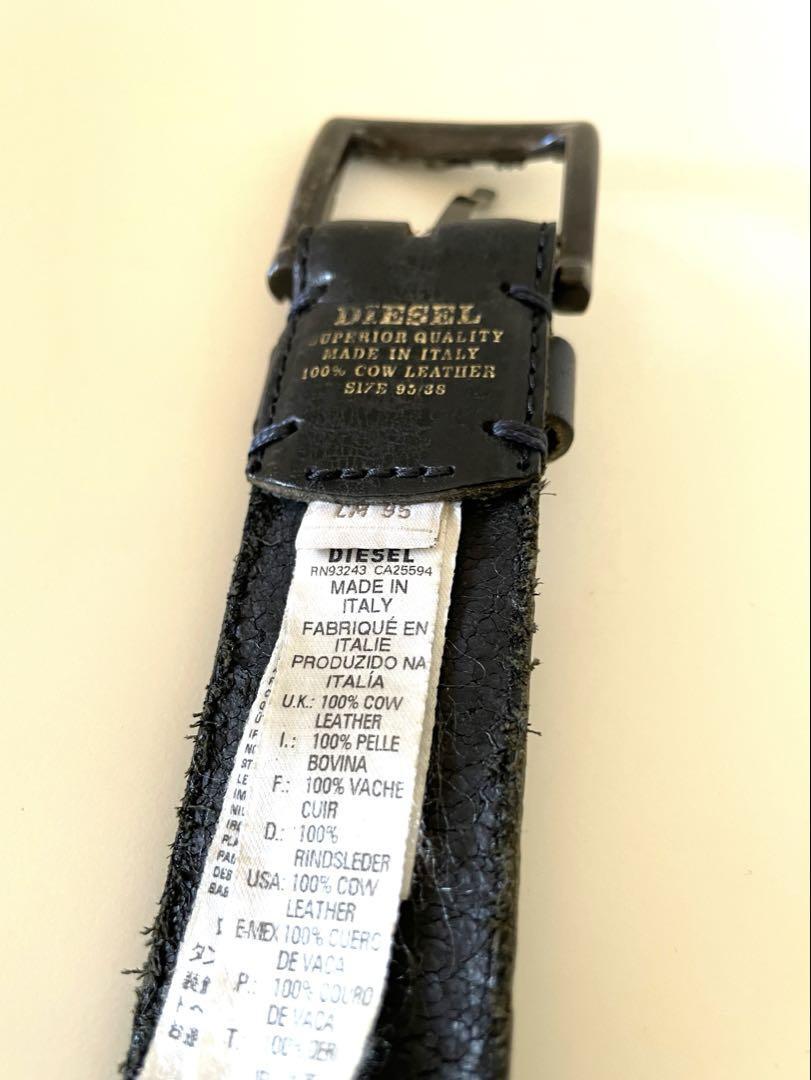 DIESEL
SUPERIOR QUALITY
MADE IN ITALY
100% COW LEATHER
SIZE 95/38
95
DIESEL
RN93243 CA25594
MADE IN
ITALY
FABRIQUÉ EN
ITALIE
PRODUZIDO NA
ITALÍA
U.K.: 100% COW
LEATHER
I.: 100% PELLE
BOVINA
F.: 100% VACHE
CUIR
D.: 100%
RINDSLEDER
USA: 100% COW
LEATHER
E-MEX 100% CUERO
DE VACA
P.: 100% COURO
DE VACA
T.